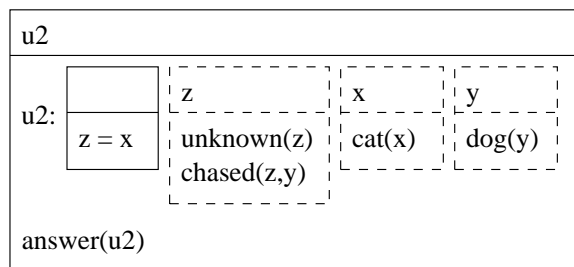 u2
z x y
u2:
z = x unknown(z) cat(x) dog(y)
chased(z,y)
answer(u2)